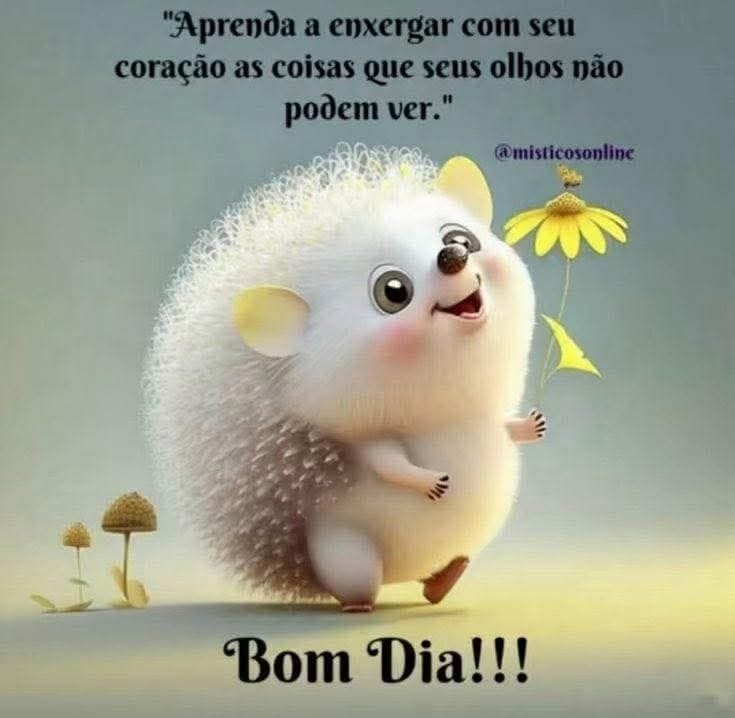 "Aprenda a enxergar com seu
coração as coisas que seus olhos não
podem ver."
@misticosonline
Bom Dia!!!